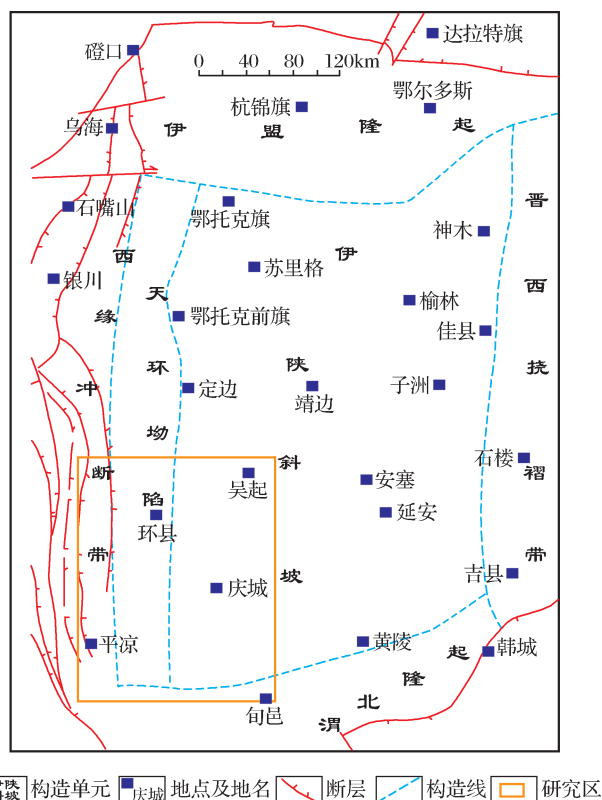 达拉特旗
磴口
0 40 80 120km
鄂尔多斯
杭锦旗
乌海
伊盟隆起
石嘴山
鄂托克旗
神木
晋西挠褶带
西缘冲断带
伊陕斜坡
苏里格
银川
天环坳陷
榆林
鄂托克前旗
佳县
定边
靖边
子洲
石楼
吴起
安塞
环县
延安
吉县
庆城
平凉
黄陵
韩城
旬邑
渭北隆起
构造单元
庆城 地点及地名
断层
构造线
研究区